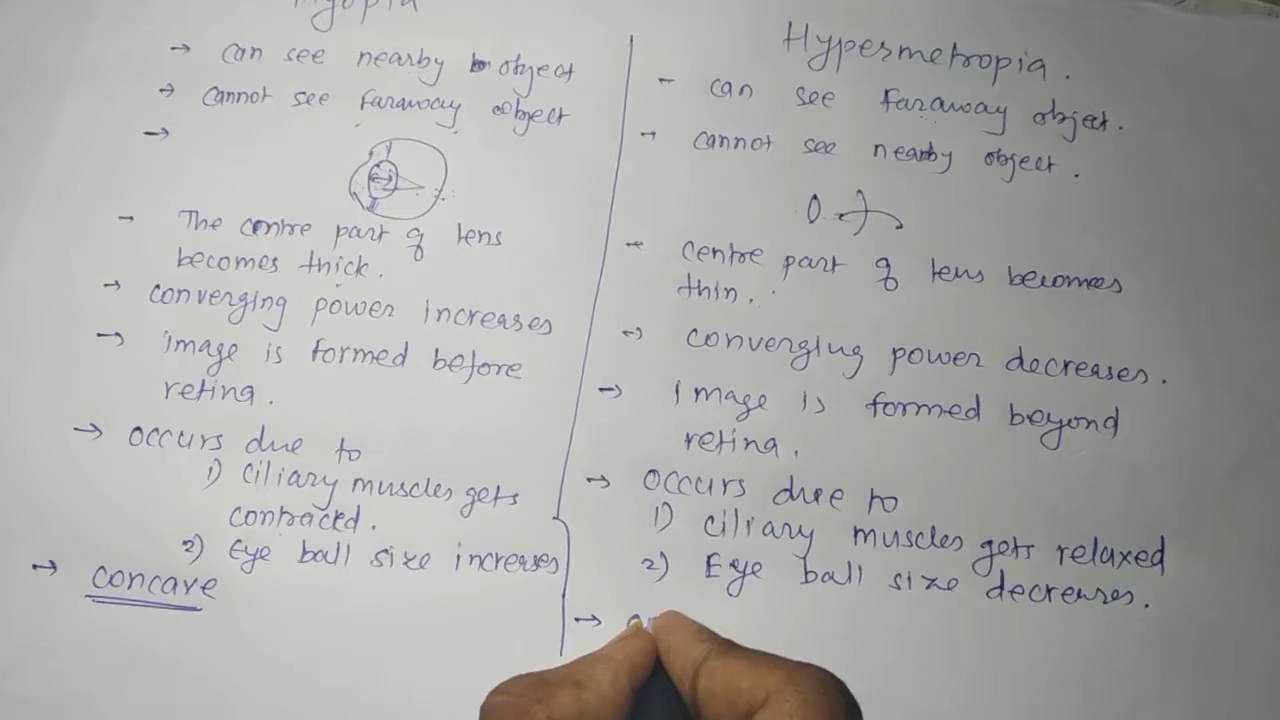 Myopia
→ can see nearby object
→ cannot see faraway object
→
- The centre part of lens
becomes thick.
→ converging power increases
→ image is formed before
retina.
→ occurs due to
1) ciliary muscles gets
contracted.
2) Eye ball size increases
→ concave
Hypermetropia.
- can see faraway object.
- cannot see nearby object.
- centre part of lens becomes
thin.
→ converging power decreases.
→ image is formed beyond
retina.
→ occurs due to
1) ciliary muscles gets relaxed
2) Eye ball size decreases.
→